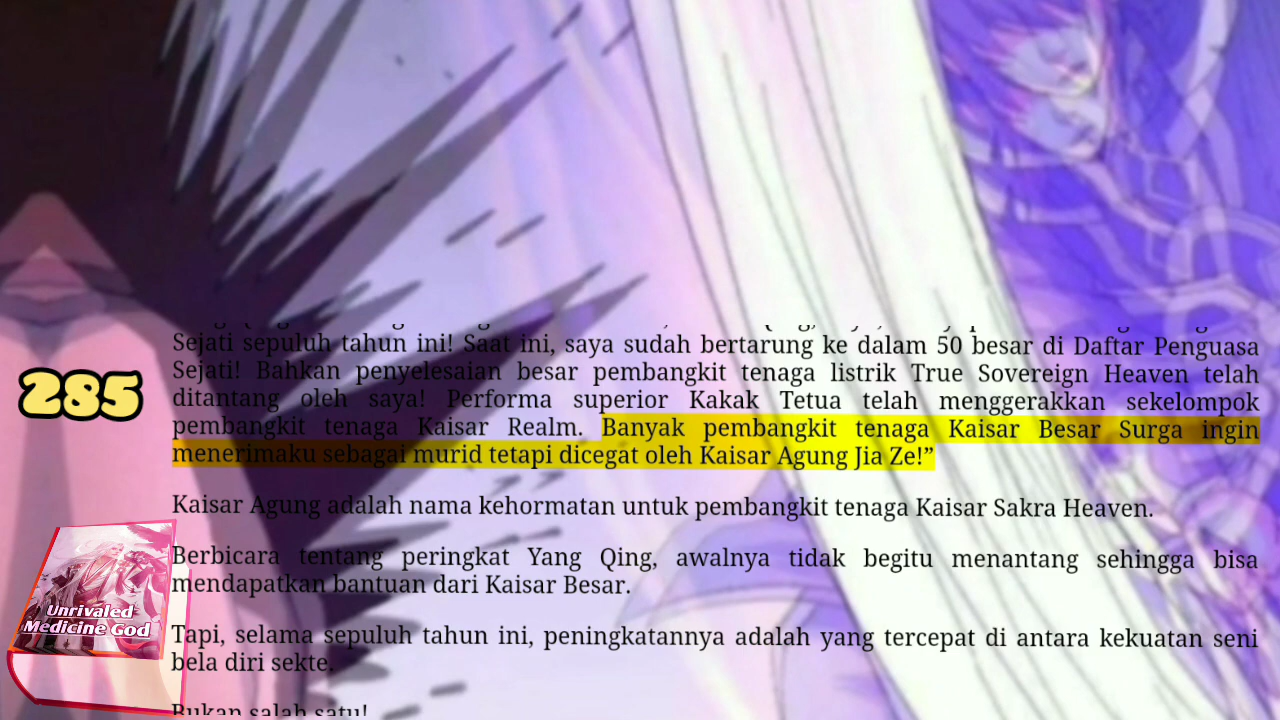 Sejati sepuluh tahun ini! Saat ini, saya sudah bertarung ke dalam 50 besar di Daftar Penguasa
Sejati! Bahkan penyelesaian besar pembangkit tenaga listrik True Sovereign Heaven telah
ditantang oleh saya! Performa superior Kakak Tetua telah menggerakkan sekelompok
pembangkit tenaga Kaisar Realm. Banyak pembangkit tenaga Kaisar Besar Surga ingin
menerimaku sebagai murid tetapi dicegat oleh Kaisar Agung Jia Ze!”
285
Kaisar Agung adalah nama kehormatan untuk pembangkit tenaga Kaisar Sakra Heaven.
Berbicara tentang peringkat Yang Qing, awalnya tidak begitu menantang sehingga bisa
mendapatkan bantuan dari Kaisar Besar.
Tapi, selama sepuluh tahun ini, peningkatannya adalah yang tercepat di antara kekuatan seni
bela diri sekte.
Bukan salah satu!
Unrivaled
Medicine God